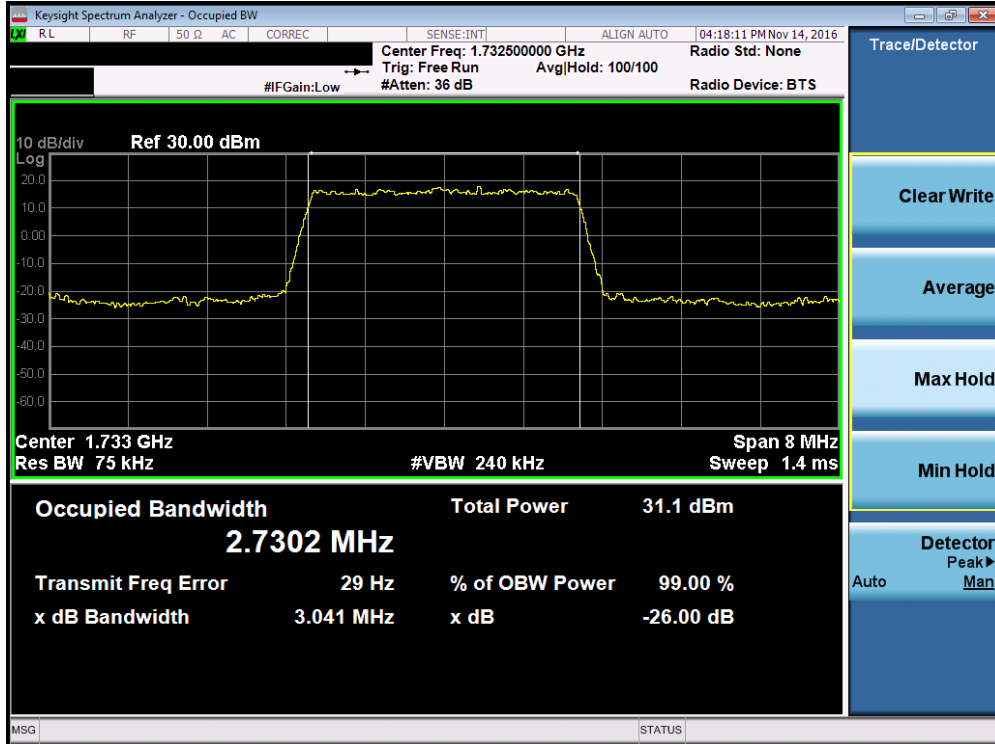 Keysight Spectrum Analyzer - Occupied BW
LXI RL RF 50 Ω AC CORREC SENSE:INT ALIGN AUTO 04:18:11 PM Nov 14, 2016
Center Freq: 1.732500000 GHz Radio Std: None
Trig: Free Run Avg|Hold: 100/100
#IFGain:Low #Atten: 36 dB Radio Device: BTS
10 dB/div Ref 30.00 dBm
Log
20.0
10.0
0.00
-10.0
-20.0
-30.0
-40.0
-50.0
-60.0
Center 1.733 GHz Span 8 MHz
Res BW 75 kHz #VBW 240 kHz Sweep 1.4 ms
Occupied Bandwidth Total Power 31.1 dBm
2.7302 MHz
Transmit Freq Error 29 Hz % of OBW Power 99.00 %
x dB Bandwidth 3.041 MHz x dB -26.00 dB
MSG STATUS
Trace/Detector
Clear Write
Average
Max Hold
Min Hold
Detector
Peak▶
Auto Man